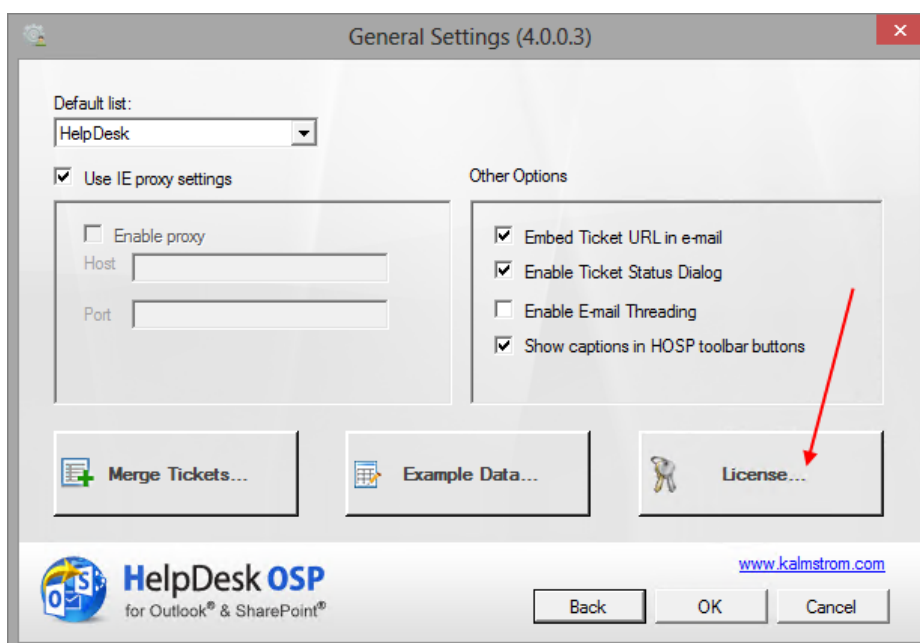 General Settings (4.0.0.3)
Default list:
HelpDesk
Use IE proxy settings
Other Options
Enable proxy
Host
Port
Embed Ticket URL in e-mail
Enable Ticket Status Dialog
Enable E-mail Threading
Show captions in HOSP toolbar buttons
Merge Tickets...
Example Data...
License...
HelpDesk OSP
for Outlook® & SharePoint®
www.kalmstrom.com
Back
OK
Cancel